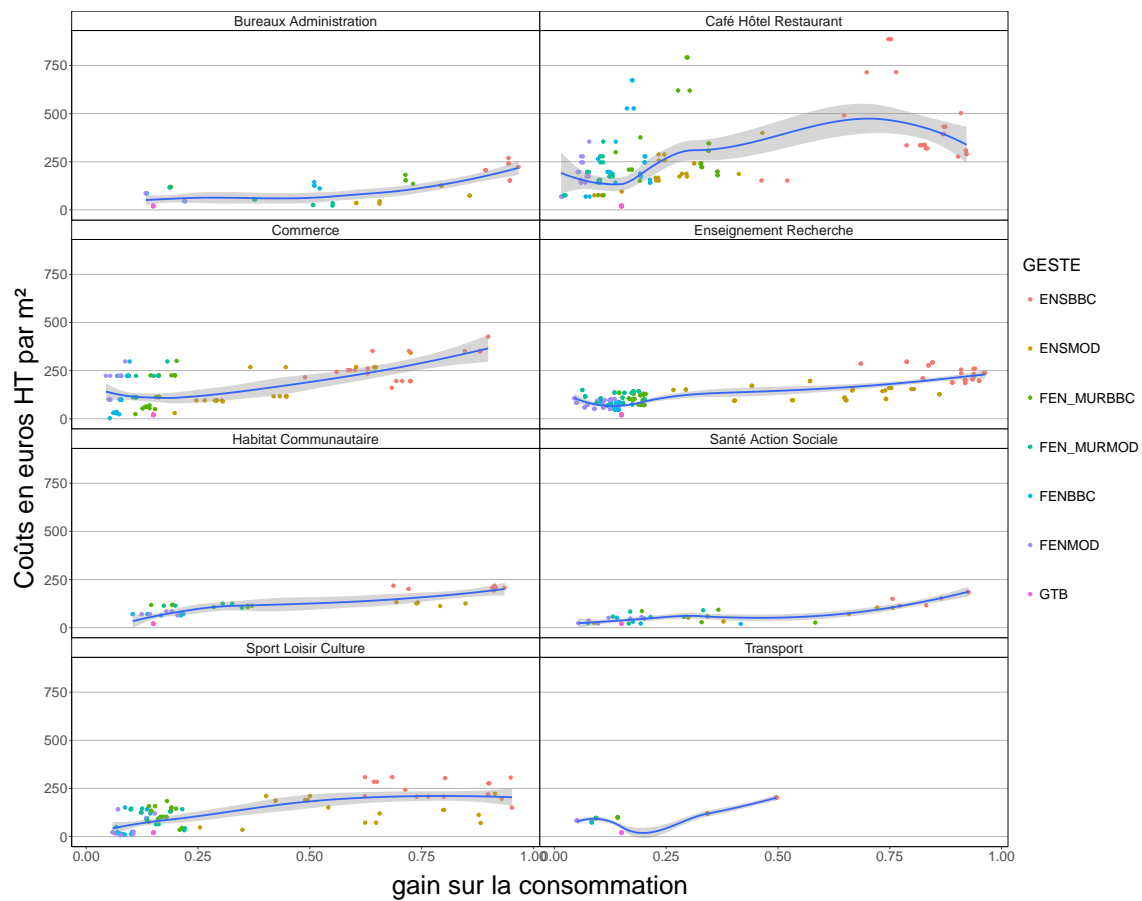 Bureaux Administration
Café Hôtel Restaurant
750
500
250
0
Commerce
Enseignement Recherche
750
500
250
0
Habitat Communautaire
Santé Action Sociale
750
500
250
0
Sport Loisir Culture
Transport
750
500
250
0
0.00 0.25 0.50 0.75 1.00
0.00 0.25 0.50 0.75 1.00
gain sur la consommation
Coûts en euros HT par m²
GESTE
ENSBBC
ENSMOD
FEN_MURBBC
FEN_MURMOD
FENBBC
FENMOD
GTB